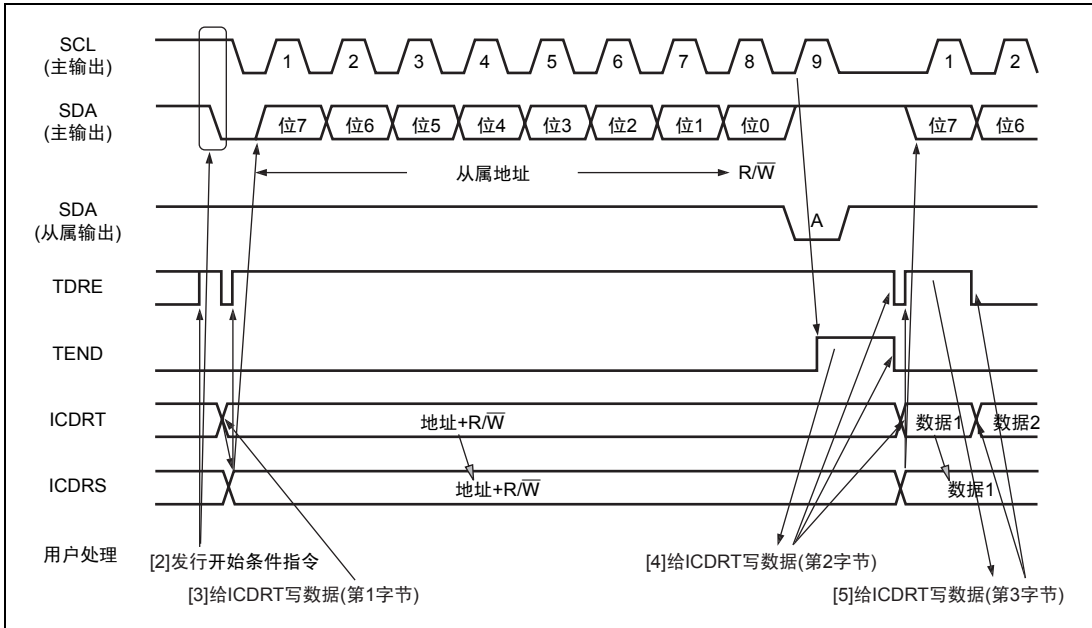 SCL
(主输出)
1 2 3 4 5 6 7 8 9 1 2
SDA
(主输出)
位7 位6 位5 位4 位3 位2 位1 位0 位7 位6
从属地址 R/W̅
SDA
(从属输出)
A
TDRE
TEND
ICDRT
地址+R/W̅ 数据1 数据2
ICDRS
地址+R/W̅ 数据1
用户处理
[2]发行开始条件指令
[4]给ICDRT写数据(第2字节)
[3]给ICDRT写数据(第1字节)
[5]给ICDRT写数据(第3字节)